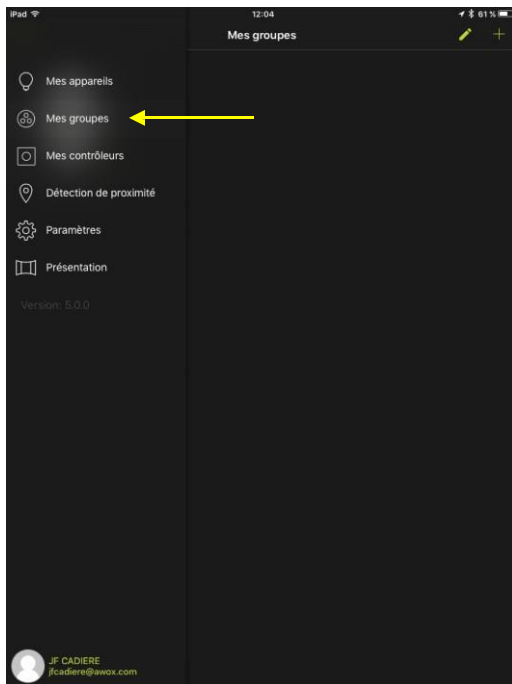 iPad 12:04 61 %
Mes groupes
Mes appareils
Mes groupes
Mes contrôleurs
Détection de proximité
Paramètres
Présentation
Version: 5.0.0
JF CADIERE
jfcadiere@awox.com